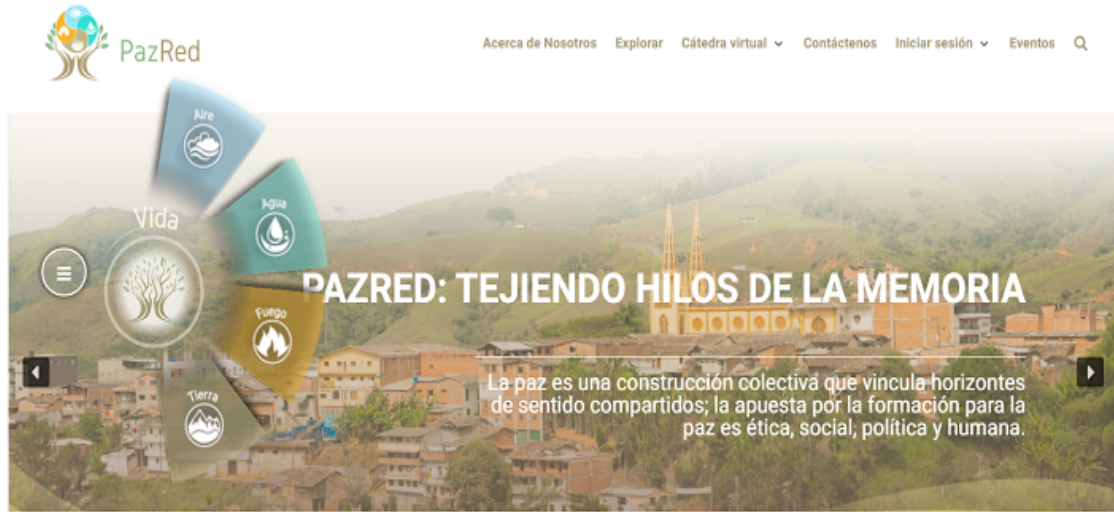 PazRed
Acerca de Nosotros
Explorar
Cátedra virtual
Contáctenos
Iniciar sesión
Eventos
Aire
Agua
Vida
Fuego
Tierra
PAZRED: TEJIENDO HILOS DE LA MEMORIA
La paz es una construcción colectiva que vincula horizontes
de sentido compartidos; la apuesta por la formación para la
paz es ética, social, política y humana.